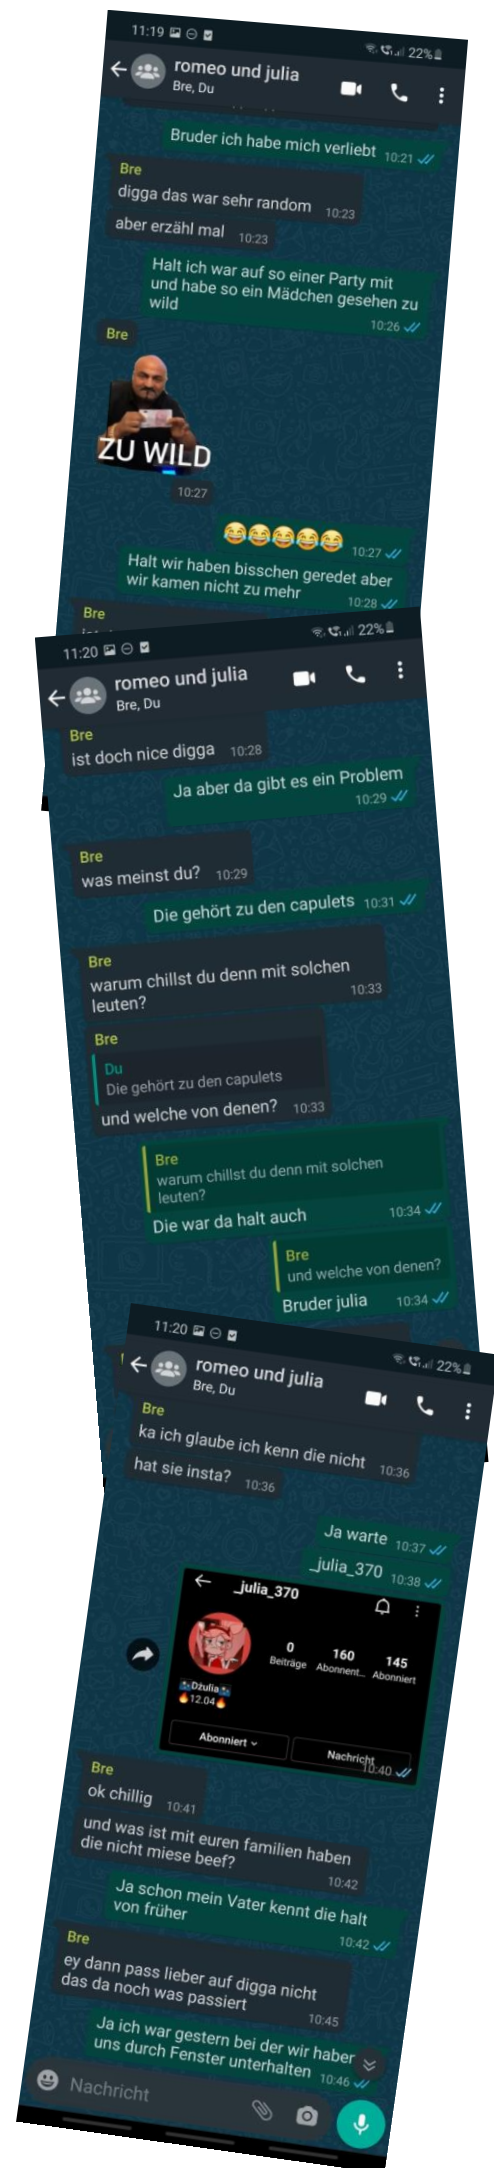 11:19
22%
romeo und julia
Bre, Du
Bruder ich habe mich verliebt 10:21
Bre
digga das war sehr random 10:23
aber erzähl mal 10:23
Halt ich war auf so einer Party mit
und habe so ein Mädchen gesehen zu
wild
10:26
Bre
ZU WILD
10:27
😂😂😂😂😂 10:27
Halt wir haben bisschen geredet aber
wir kamen nicht zu mehr
10:28
Bre
11:20
22%
romeo und julia
Bre, Du
Bre
ist doch nice digga 10:28
Ja aber da gibt es ein Problem
10:29
Bre
was meinst du? 10:29
Die gehört zu den capulets 10:31
Bre
warum chillst du denn mit solchen
leuten?
10:33
Bre
Du
Die gehört zu den capulets
und welche von denen? 10:33
Bre
warum chillst du denn mit solchen
leuten?
Die war da halt auch 10:34
Bre
und welche von denen?
Bruder julia 10:34
11:20
22%
romeo und julia
Bre, Du
Bre
ka ich glaube ich kenn die nicht 10:36
hat sie insta? 10:36
Ja warte 10:37
_julia_370 10:38
_julia_370
0 160 145
Beiträge Abonnent... Abonniert
Džulia
🔥12.04🔥
Abonniert
Nachricht
10:40
Bre
ok chillig 10:41
und was ist mit euren familien haben
die nicht miese beef?
10:42
Ja schon mein Vater kennt die halt
von früher
10:42
Bre
ey dann pass lieber auf digga nicht
das da noch was passiert
10:45
Ja ich war gestern bei der wir haben
uns durch Fenster unterhalten 10:46
Nachricht